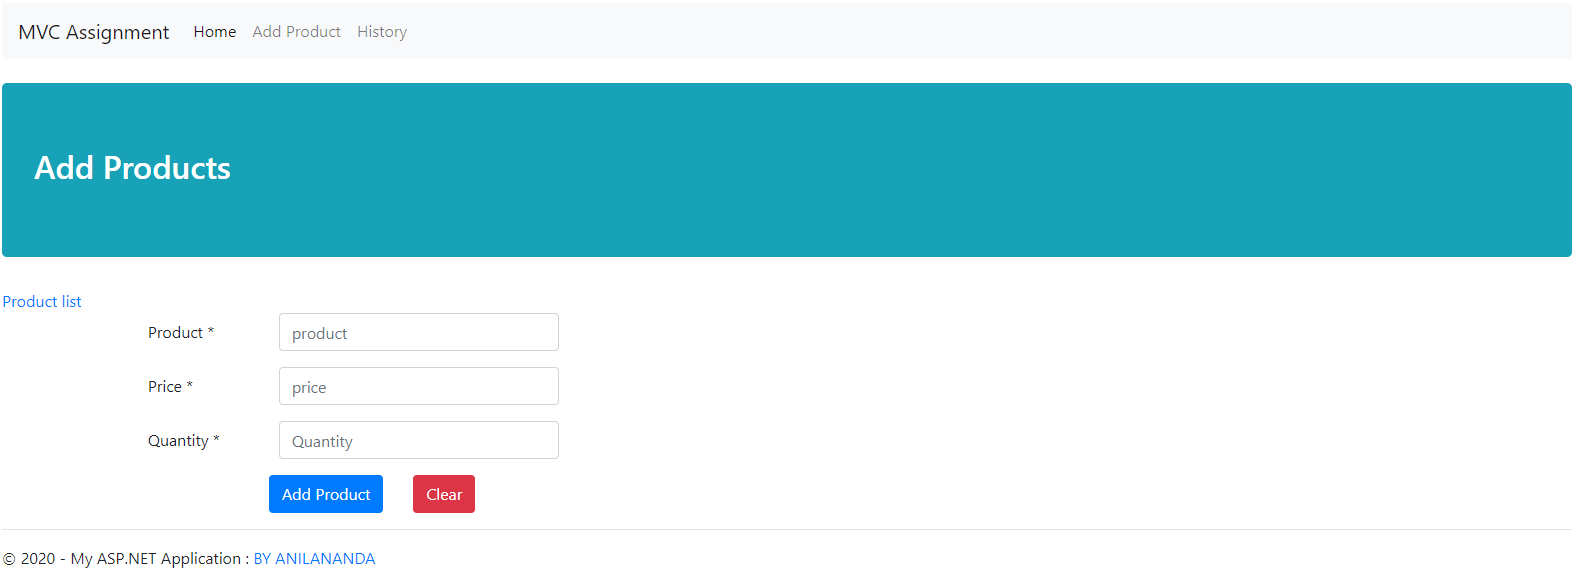 MVC Assignment Home Add Product History
Add Products
Product list
Product * product
Price * price
Quantity * Quantity
Add Product Clear
© 2020 - My ASP.NET Application : BY ANILANANDA